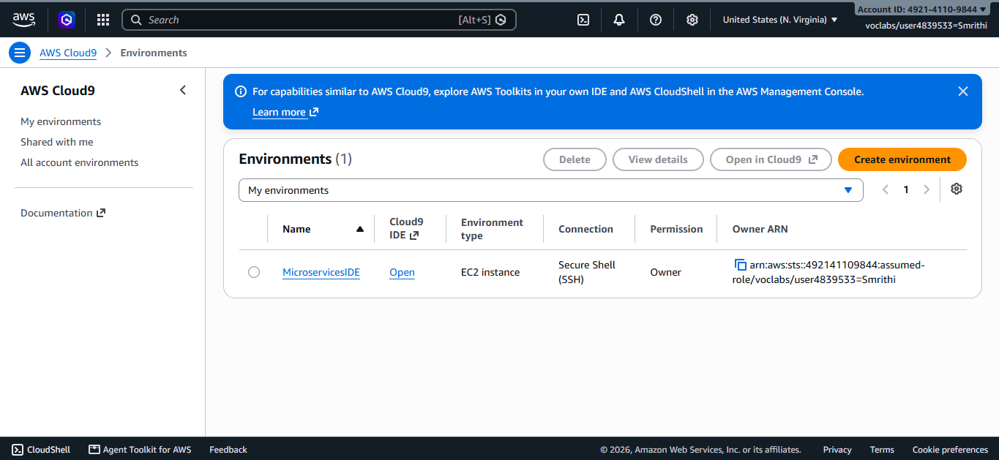 aws
Search [Alt+S]
United States (N. Virginia)
Account ID: 4921-4110-9844
voclabs/user4839533=Smrithi
AWS Cloud9 > Environments
AWS Cloud9
My environments
Shared with me
All account environments
Documentation
For capabilities similar to AWS Cloud9, explore AWS Toolkits in your own IDE and AWS CloudShell in the AWS Management Console.
Learn more
Environments (1)
Delete View details Open in Cloud9 Create environment
My environments
1
Name
Cloud9
IDE
Environment
type
Connection
Permission
Owner ARN
MicroservicesIDE
Open
EC2 instance
Secure Shell
(SSH)
Owner
arn:aws:sts::492141109844:assumed-
role/voclabs/user4839533=Smrithi
CloudShell Agent Toolkit for AWS Feedback
© 2026, Amazon Web Services, Inc. or its affiliates. Privacy Terms Cookie preferences